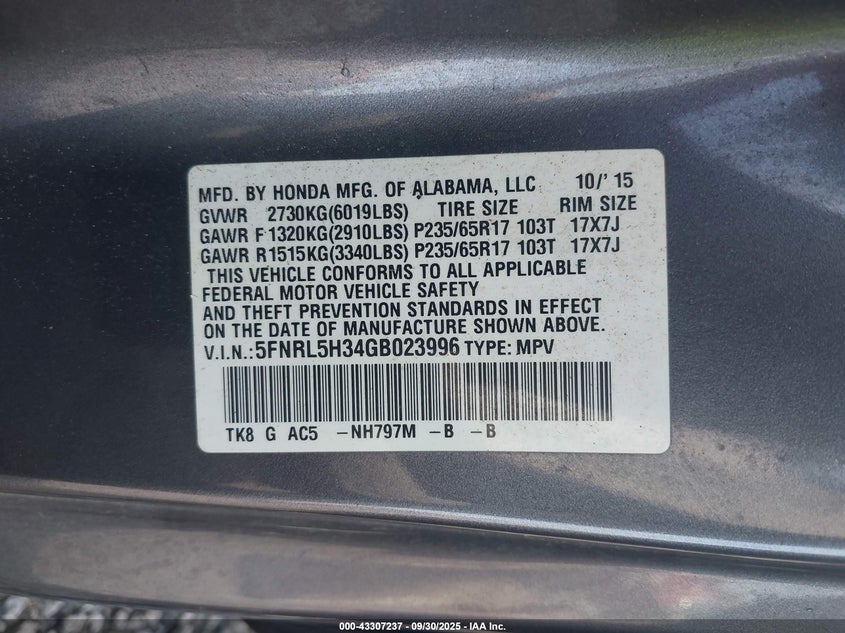 MFD. BY HONDA MFG. OF ALABAMA, LLC 10/' 15
GVWR 2730KG(6019LBS) TIRE SIZE RIM SIZE
GAWR F1320KG(2910LBS) P235/65R17 103T 17X7J
GAWR R1515KG(3340LBS) P235/65R17 103T 17X7J
THIS VEHICLE CONFORMS TO ALL APPLICABLE
FEDERAL MOTOR VEHICLE SAFETY
AND THEFT PREVENTION STANDARDS IN EFFECT
ON THE DATE OF MANUFACTURE SHOWN ABOVE.
V.I.N.:5FNRL5H34GB023996 TYPE: MPV
TK8 G AC5 -NH797M -B -B
000-43307237 - 09/30/2025 - IAA Inc.